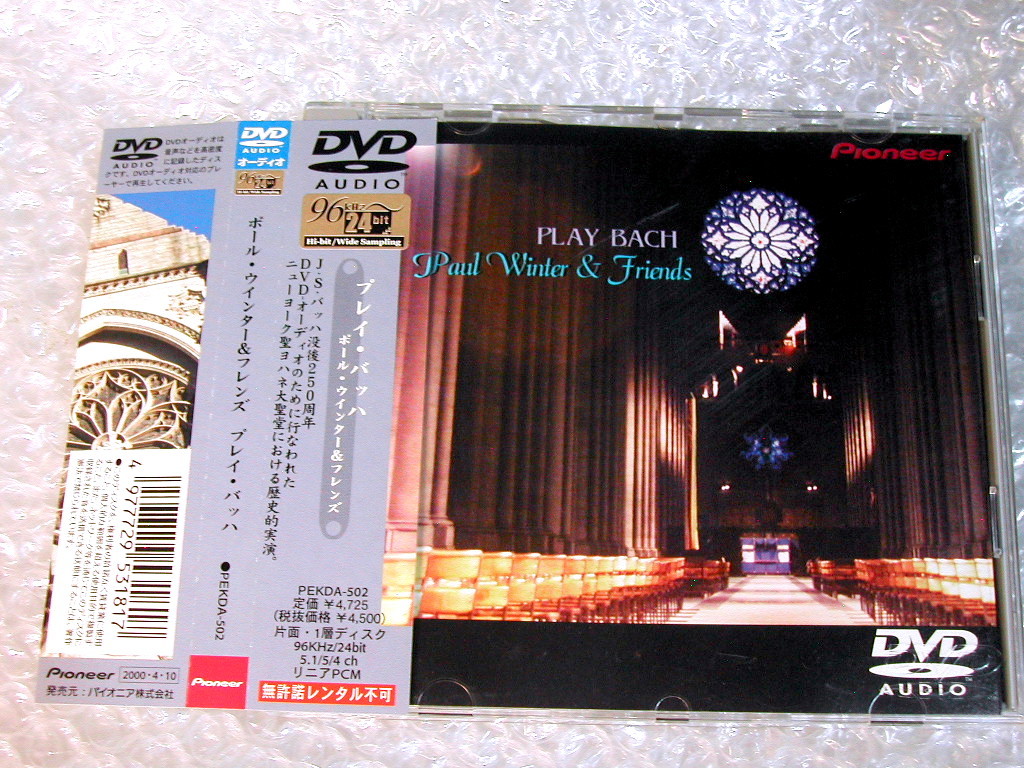 DVD
AUDIO
DVDオーディオは
音声などを高密度
に記録したディス
クです。DVDオーディオ対応のプレ
ーヤーで再生してください。
4 977729 531817
Pioneer
2000・4・10
発売元：パイオニア株式会社
DVD
AUDIO
オーディオ
96kHz
24bit
Hi-bit/Wide Sampling
ポール・ウインター&フレンズ プレイ・バッハ
●PEKDA-502
Pioneer
DVD
AUDIO
96kHz
24bit
Hi-bit/Wide Sampling
プレイ・バッハ
ポール・ウインター&フレンズ
J・S・バッハ没後250周年
DVDオーディオのために行なわれた
ニューヨーク聖ヨハネ大聖堂における歴史的実演。
PEKDA-502
定価 ¥4,725
(税抜価格 ¥4,500)
片面・1層ディスク
96KHz/24bit
5.1/5/4 ch
リニアPCM
無許諾レンタル不可
Pioneer
PLAY BACH
Paul Winter & Friends
DVD
AUDIO